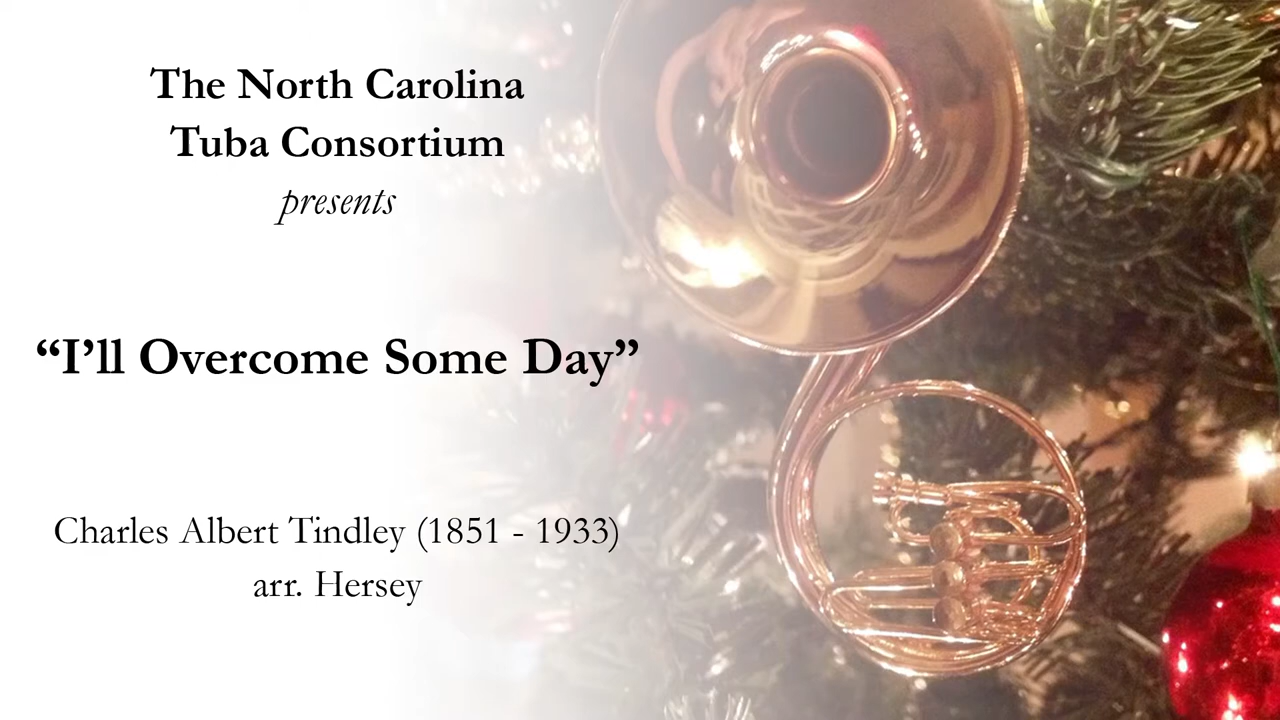 The North Carolina
Tuba Consortium
presents
“I’ll Overcome Some Day”
Charles Albert Tindley (1851 - 1933)
arr. Hersey